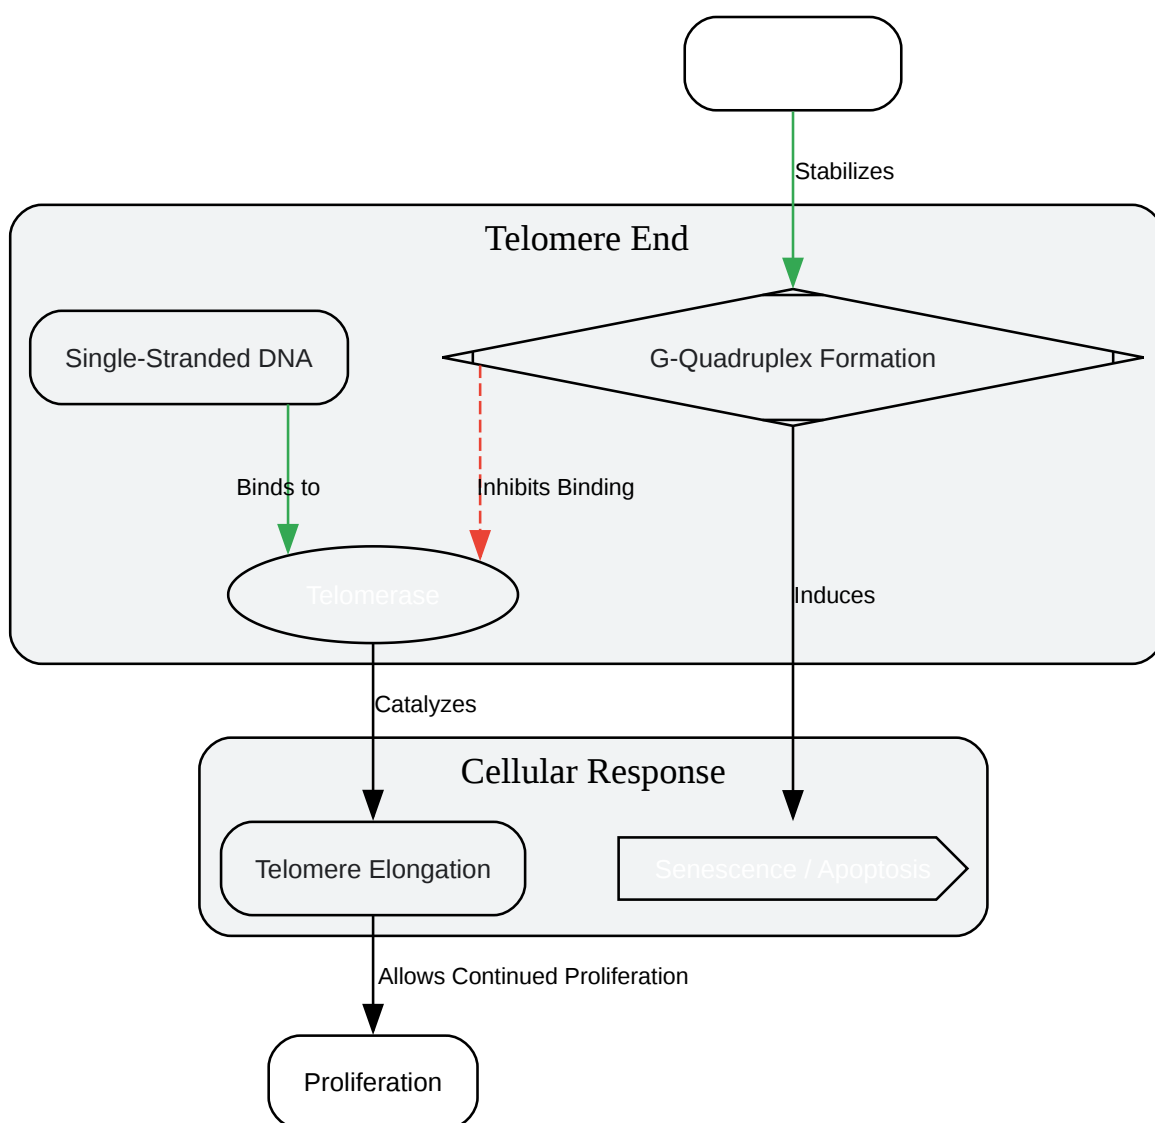 Stabilizes
Telomere End
Single-Stranded DNA
G-Quadruplex Formation
Binds to
Inhibits Binding
Telomerase
Induces
Catalyzes
Cellular Response
Telomere Elongation
Senescence / Apoptosis
Allows Continued Proliferation
Proliferation